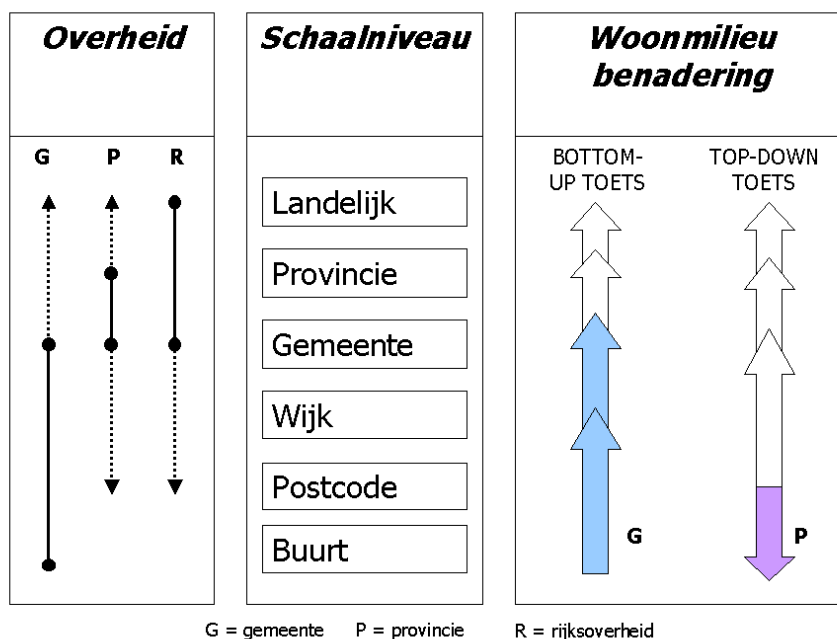 Overheid
Schaalniveau
Woonmilieu
benadering
G P R
BOTTOM-
UP TOETS
TOP-DOWN
TOETS
Landelijk
Provincie
Gemeente
Wijk
Postcode
Buurt
G
P
G = gemeente P = provincie R = rijksoverheid